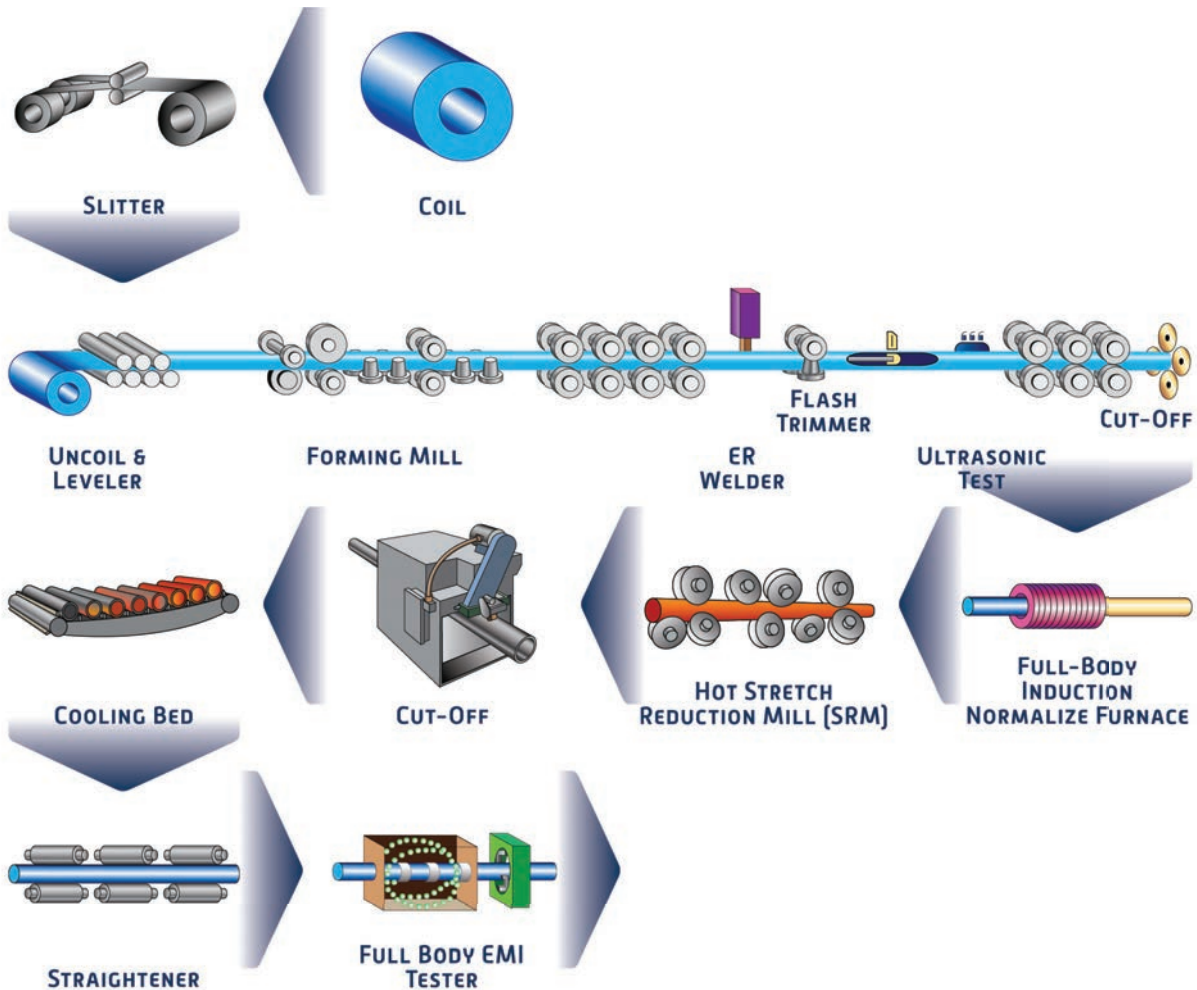 Slitter
Coil
Uncoil &
Leveler
Forming Mill
ER
Welder
Flash
Trimmer
Ultrasonic
Test
Cut-Off
Cooling Bed
Cut-Off
Hot Stretch
Reduction Mill (SRM)
Full-Body
Induction
Normalize Furnace
Straightener
Full Body EMI
Tester